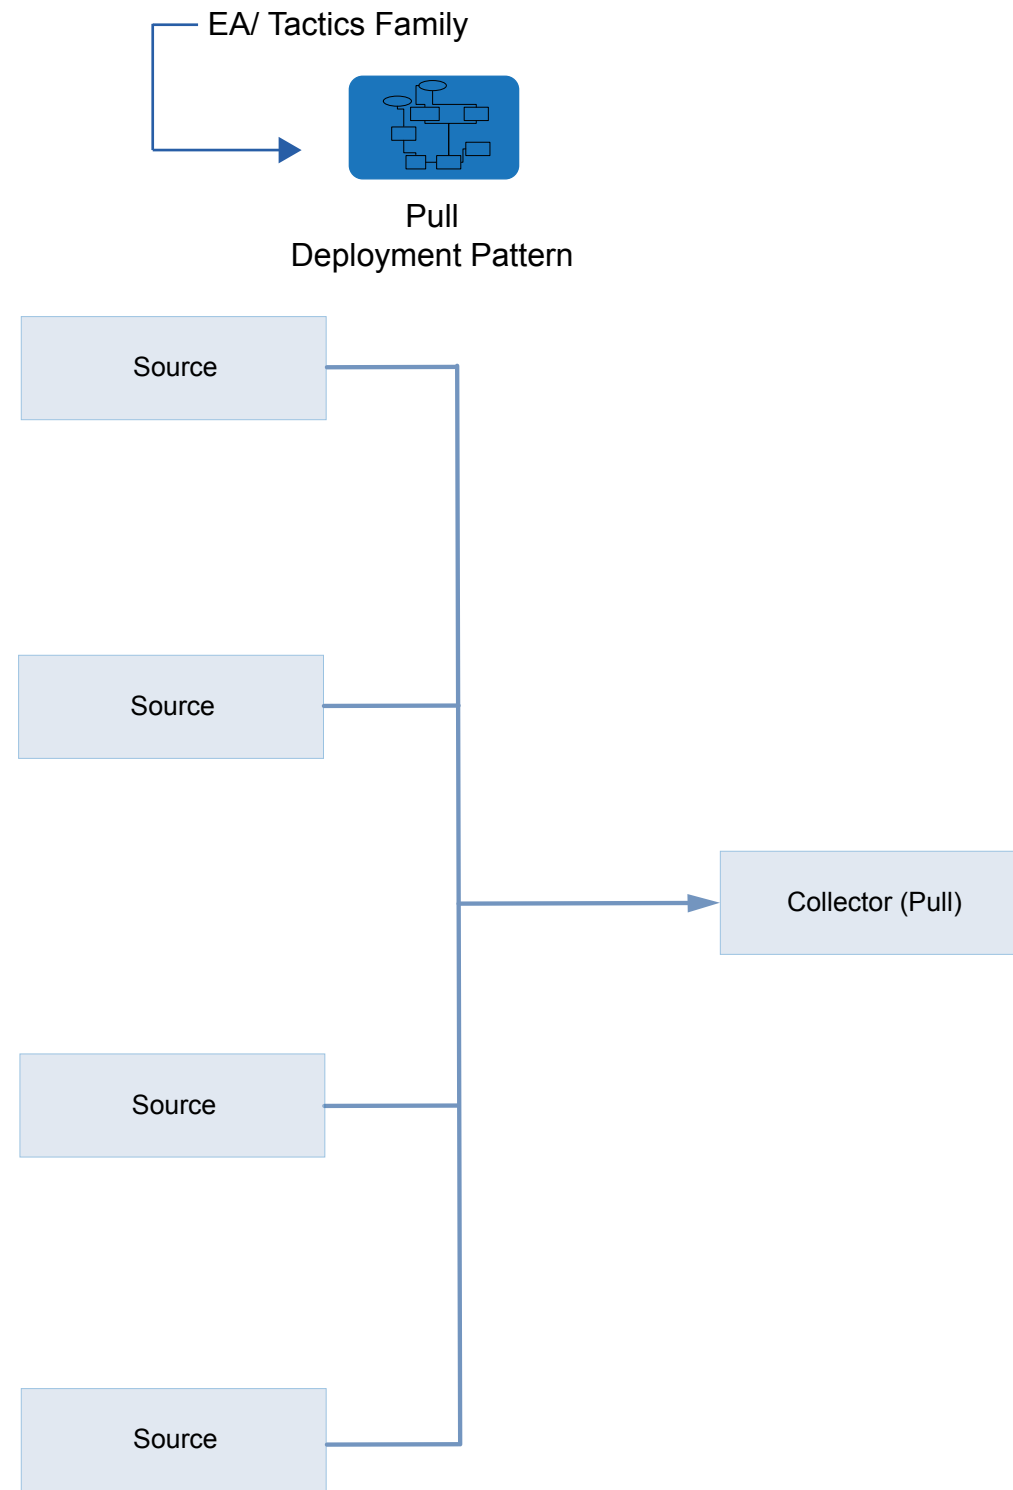 EA/ Tactics Family
Pull
Deployment Pattern
Source
Source
Collector (Pull)
Source
Source